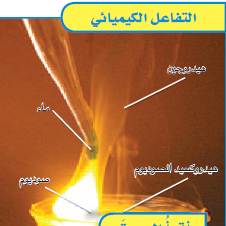 التفاعل الكيميائي
هيدروجين
ماء
هيدروكسيد الصوديوم
صوديوم